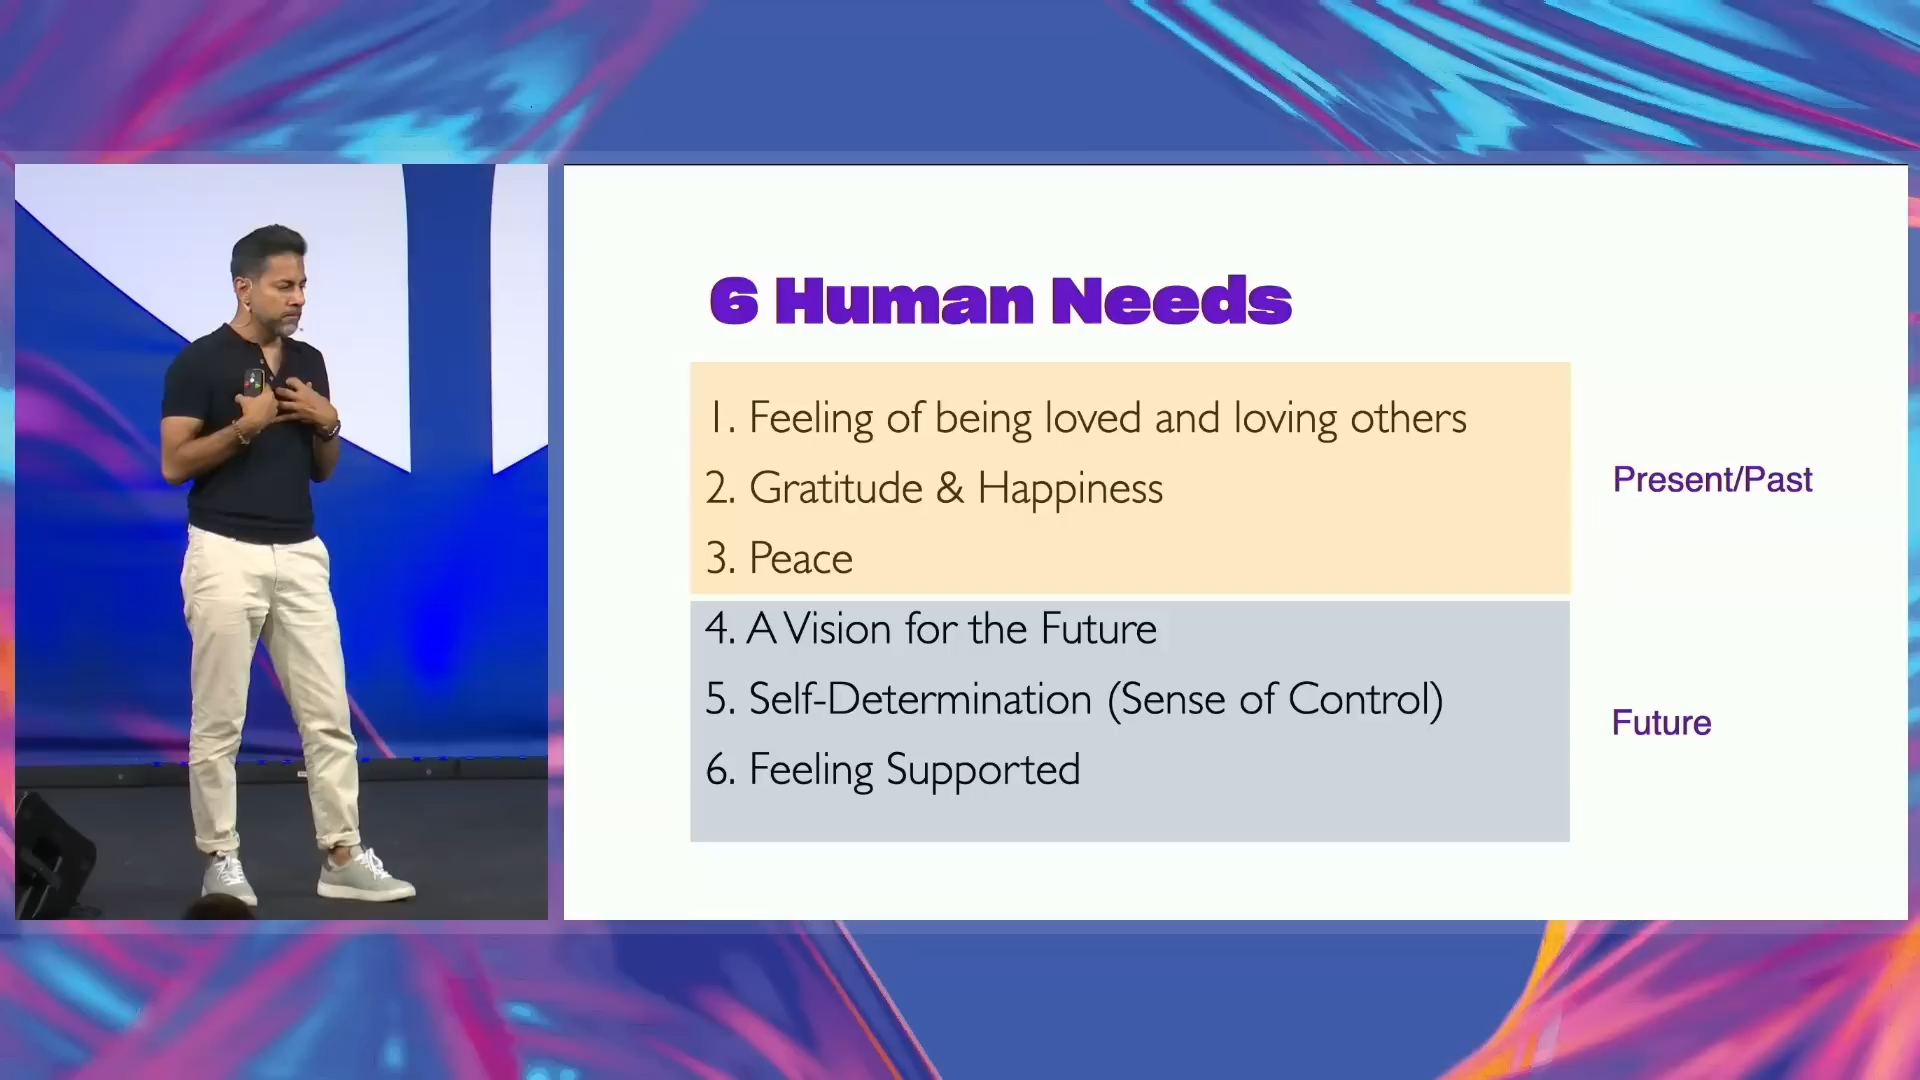 6 Human Needs
1. Feeling of being loved and loving others
2. Gratitude & Happiness
3. Peace
Present/Past
4. A Vision for the Future
5. Self-Determination (Sense of Control)
6. Feeling Supported
Future